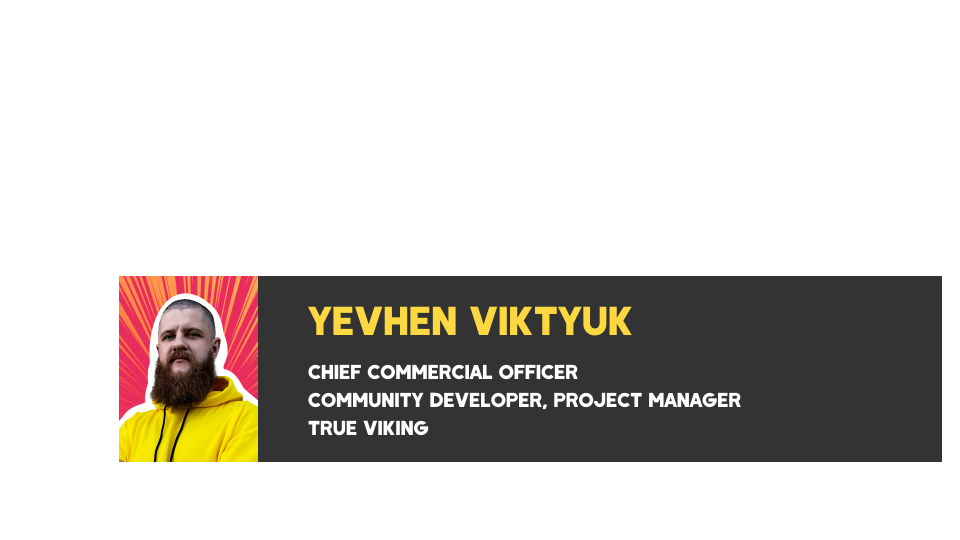 YEVHEN VIKTYUK
CHIEF COMMERCIAL OFFICER
COMMUNITY DEVELOPER, PROJECT MANAGER
TRUE VIKING